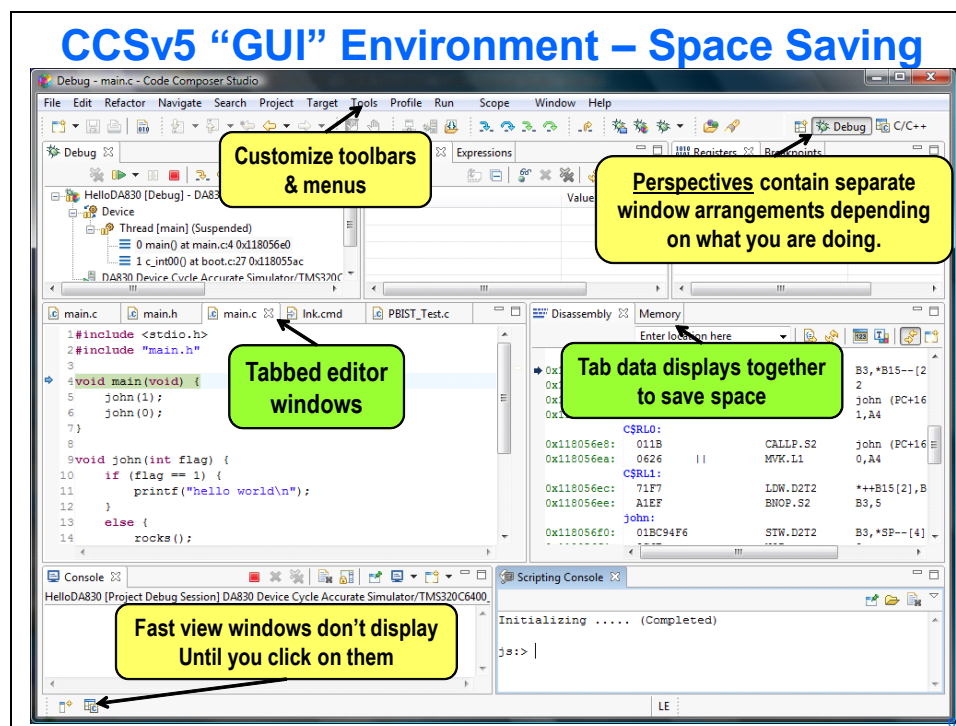 CCSv5 “GUI” Environment – Space Saving
Debug - main.c - Code Composer Studio
File Edit Refactor Navigate Search Project Target Tools Profile Run Scope Window Help
Debug C/C++
Customize toolbars
& menus
Perspectives contain separate
window arrangements depending
on what you are doing.
Debug
HelloDA830 [Debug] -
Device
Thread [main] (Suspended)
0 main() at main.c:4 0x118056e0
1 c_int00() at boot.c:27 0x118055ac
DA830 Device Cycle Accurate Simulator/TMS320C
Expressions
Value
Registers Breakpoints
main.c main.h main.c lnk.cmd PBIST_Test.c
1#include <stdio.h>
2#include "main.h"
3
4void main(void) {
5 john(1);
6 john(0);
7}
8
9void john(int flag) {
10 if (flag == 1) {
11 printf("hello world\n");
12 }
13 else {
14 rocks();
Tabbed editor
windows
Disassembly Memory
Enter location here
Tab data displays together
to save space
B3,*B15--[2
2
john (PC+16
1,A4
C$RL0:
0x118056e8: 011B CALLP.S2 john (PC+16
0x118056ea: 0626 || MVK.L1 0,A4
C$RL1:
0x118056ec: 71F7 LDW.D2T2 *++B15[2],B
0x118056ee: A1EF BNOP.S2 B3,5
john:
0x118056f0: 01BC94F6 STW.D2T2 B3,*SP--[4]
Console
HelloDA830 [Project Debug Session] DA830 Device Cycle Accurate Simulator/TMS320C6400_
Fast view windows don’t display
Until you click on them
Scripting Console
Initializing ..... (Completed)
js:>
LE